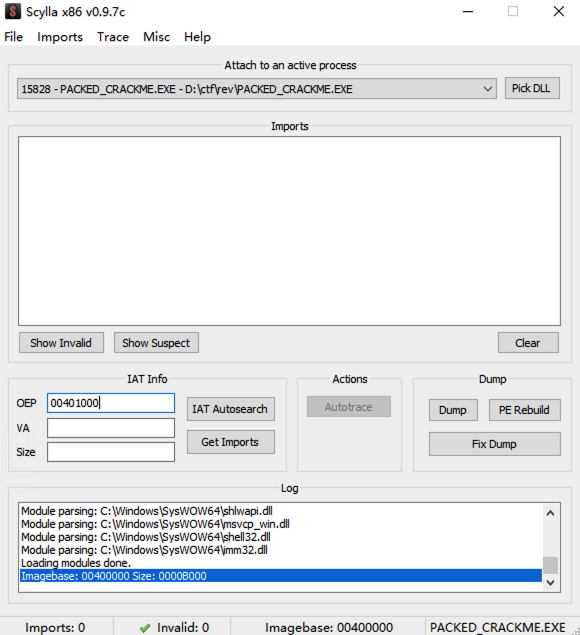 Scylla x86 v0.9.7c
File Imports Trace Misc Help
Attach to an active process
15828 - PACKED_CRACKME.EXE - D:\ctf\rev\PACKED_CRACKME.EXE
Pick DLL
Imports
Show Invalid
Show Suspect
Clear
IAT Info
OEP 00401000
IAT Autosearch
VA
Get Imports
Size
Actions
Autotrace
Dump
Dump
PE Rebuild
Fix Dump
Log
Module parsing: C:\Windows\SysWOW64\shlwapi.dll
Module parsing: C:\Windows\SysWOW64\msvcp_win.dll
Module parsing: C:\Windows\SysWOW64\shell32.dll
Module parsing: C:\Windows\SysWOW64\imm32.dll
Loading modules done.
Imagebase: 00400000 Size: 0000B000
Imports: 0
Invalid: 0
Imagebase: 00400000
PACKED_CRACKME.EXE